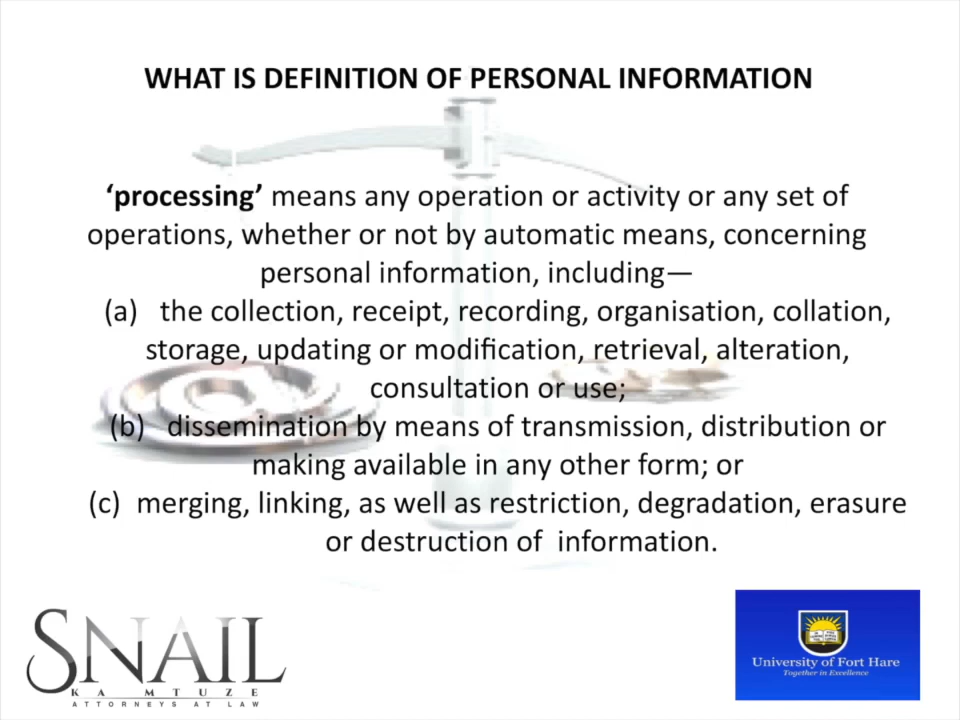 WHAT IS DEFINITION OF PERSONAL INFORMATION
‘processing’ means any operation or activity or any set of
operations, whether or not by automatic means, concerning
personal information, including—
(a) the collection, receipt, recording, organisation, collation,
storage, updating or modification, retrieval, alteration,
consultation or use;
(b) dissemination by means of transmission, distribution or
making available in any other form; or
(c) merging, linking, as well as restriction, degradation, erasure
or destruction of information.
SNAIL
KA MTUZE
ATTORNEYS AT LAW
University of Fort Hare
Together in Excellence